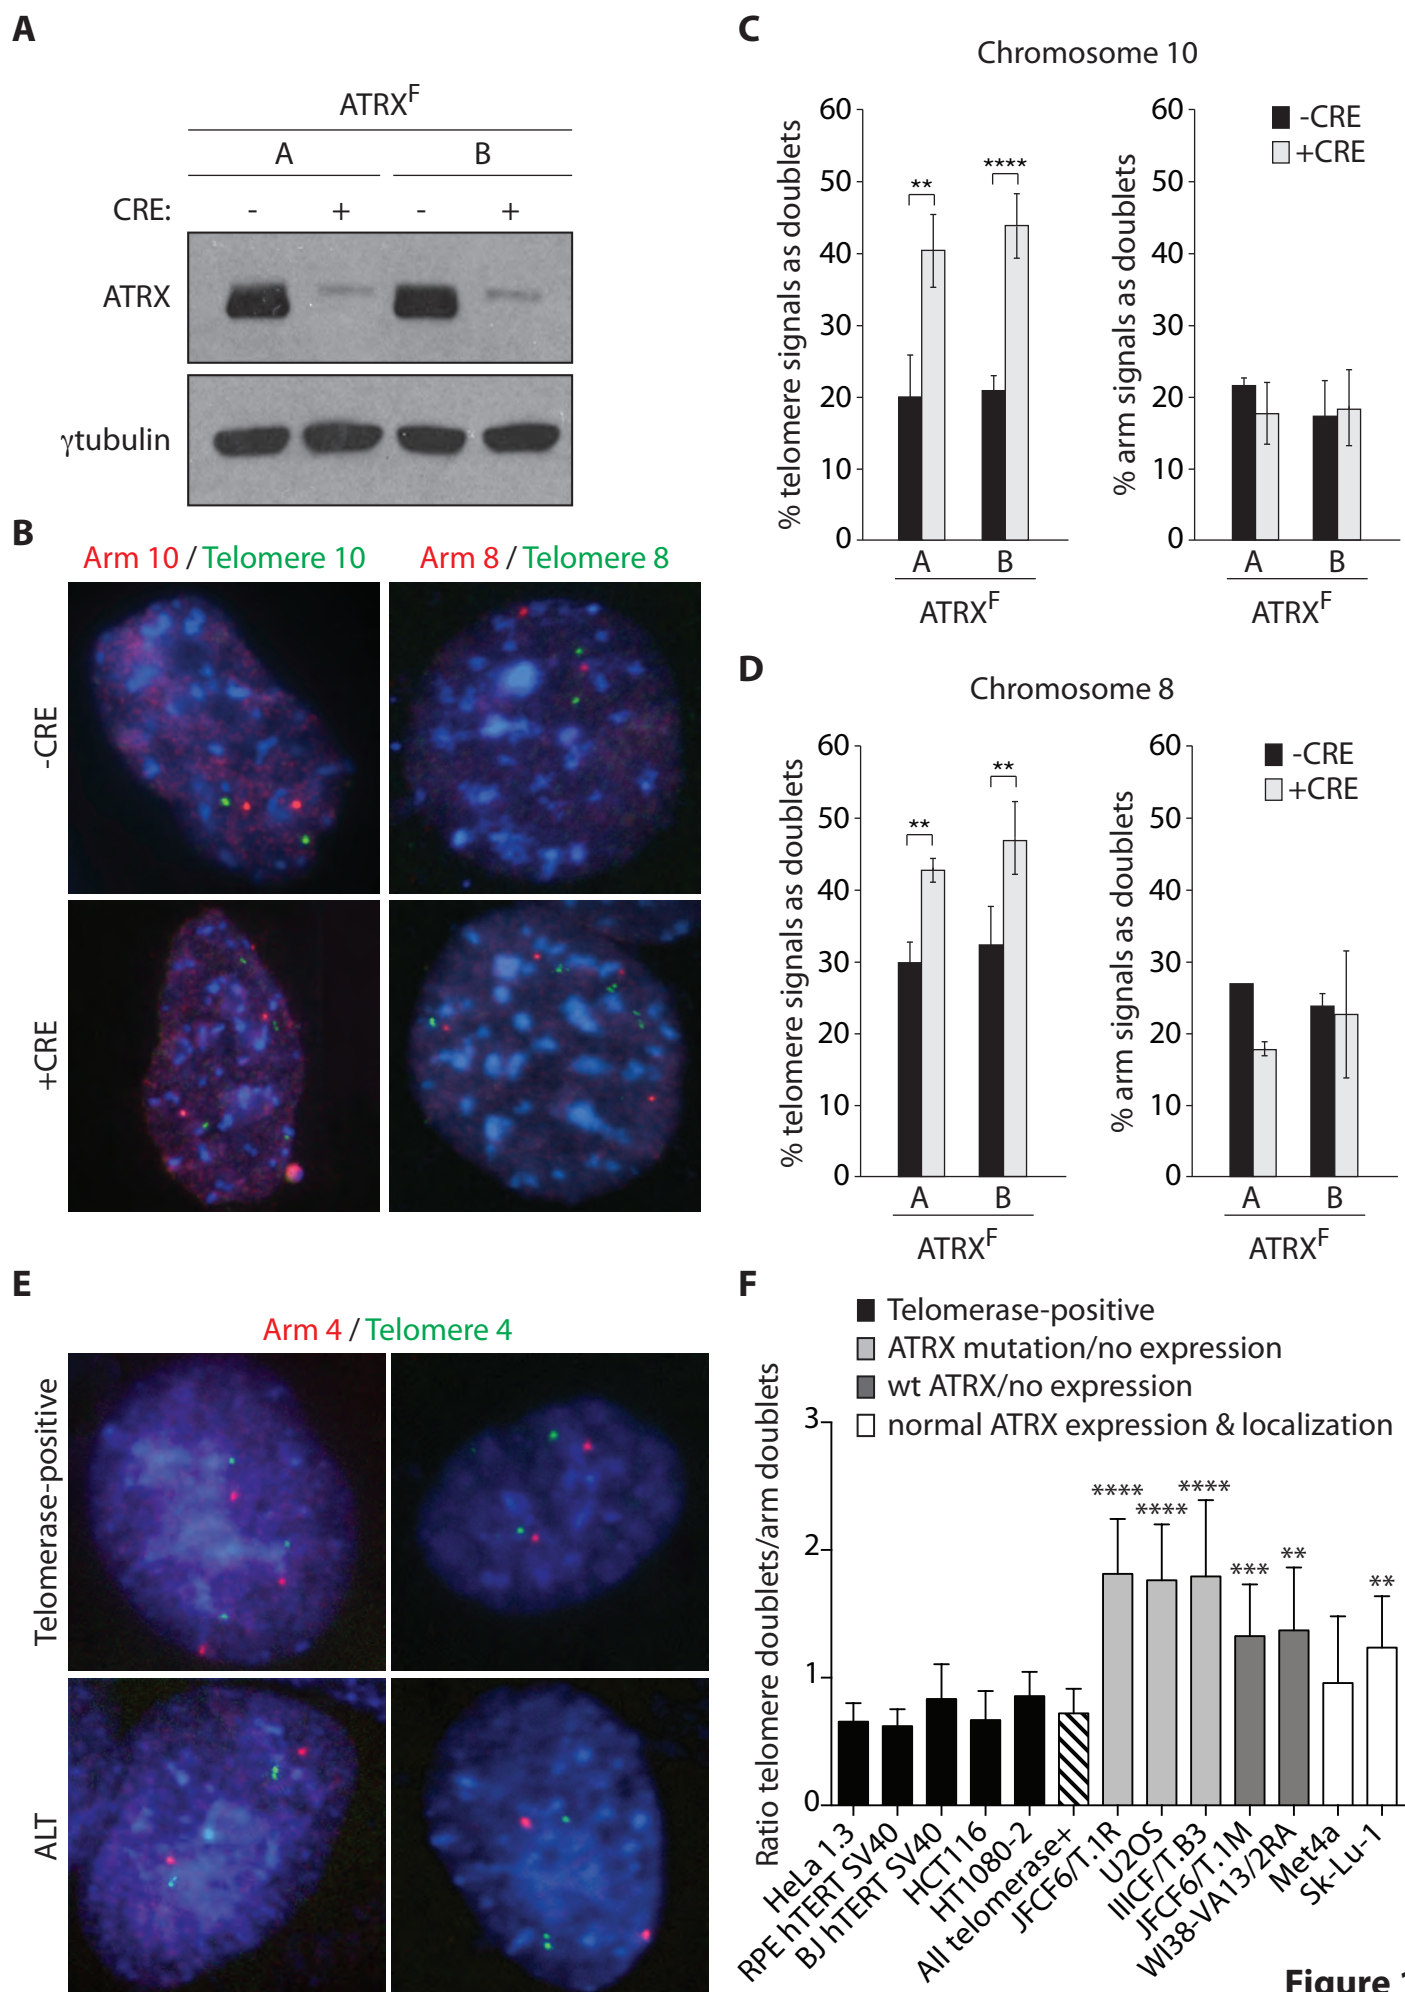 A
ATRXF
A B
CRE: - + - +
ATRX
γtubulin
B
Arm 10 / Telomere 10
Arm 8 / Telomere 8
-CRE
+CRE
C
Chromosome 10
% telomere signals as doublets
60
50
40
30
20
10
0
**
****
A B
ATRXF
% arm signals as doublets
60
50
40
30
20
10
0
-CRE
+CRE
A B
ATRXF
D
Chromosome 8
% telomere signals as doublets
60
50
40
30
20
10
0
**
**
A B
ATRXF
% arm signals as doublets
60
50
40
30
20
10
0
-CRE
+CRE
A B
ATRXF
E
Arm 4 / Telomere 4
Telomerase-positive
ALT
F
Telomerase-positive
ATRX mutation/no expression
wt ATRX/no expression
normal ATRX expression & localization
Ratio telomere doublets/arm doublets
3
2
1
0
****
****
****
***
**
**
HeLa 1.3
RPE hTERT SV40
BJ hTERT SV40
HCT116
HT1080-2
All telomerase+
JFCF6/T.1R
U2OS
IIICF/T.B3
JFCF6/T.1M
WI38-VA13/2RA
Met4a
Sk-Lu-1
Figure